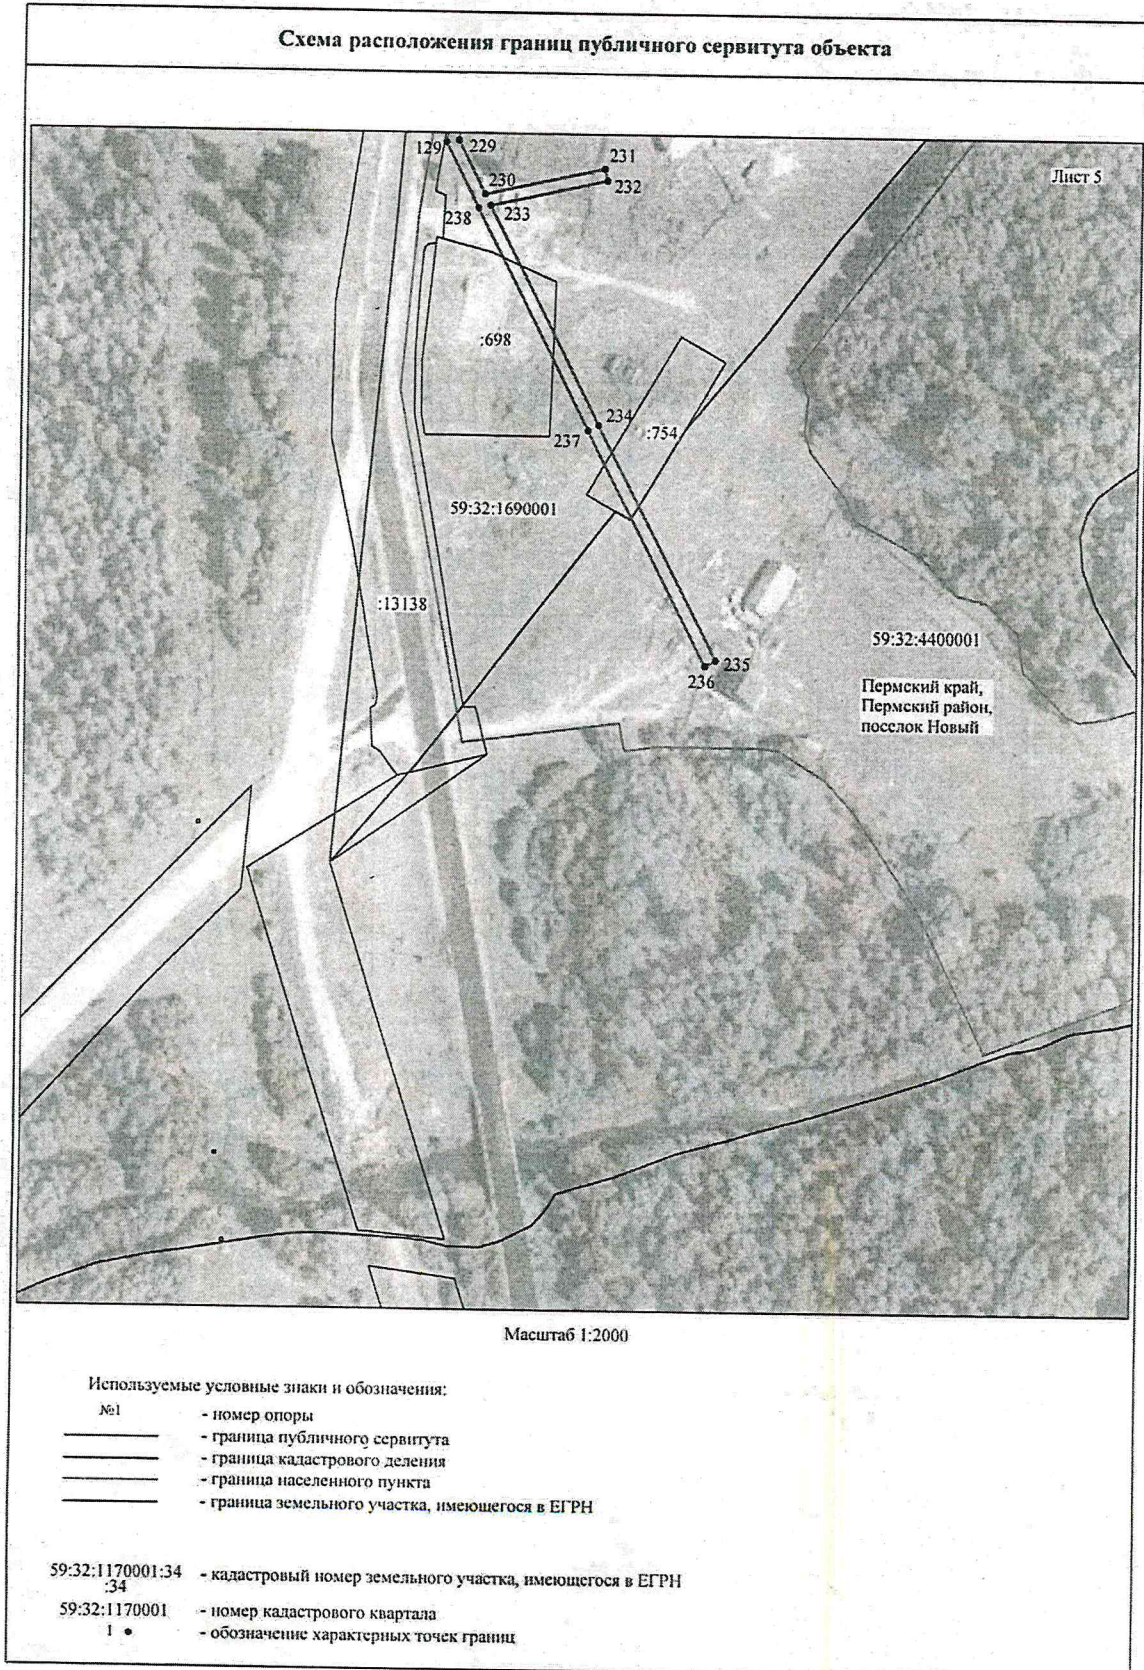 Схема расположения границ публичного сервитута объекта
Лист 5
129
229
231
230
232
238
233
:698
234
237
:754
59:32:1690001
:13138
59:32:4400001
235
236
Пермский край,
Пермский район,
поселок Новый
Масштаб 1:2000
Используемые условные знаки и обозначения:
№1 - номер опоры
- граница публичного сервитута
- граница кадастрового деления
- граница населенного пункта
- граница земельного участка, имеющегося в ЕГРН
59:32:1170001:34
:34
- кадастровый номер земельного участка, имеющегося в ЕГРН
59:32:1170001 - номер кадастрового квартала
1 ● - обозначение характерных точек границ